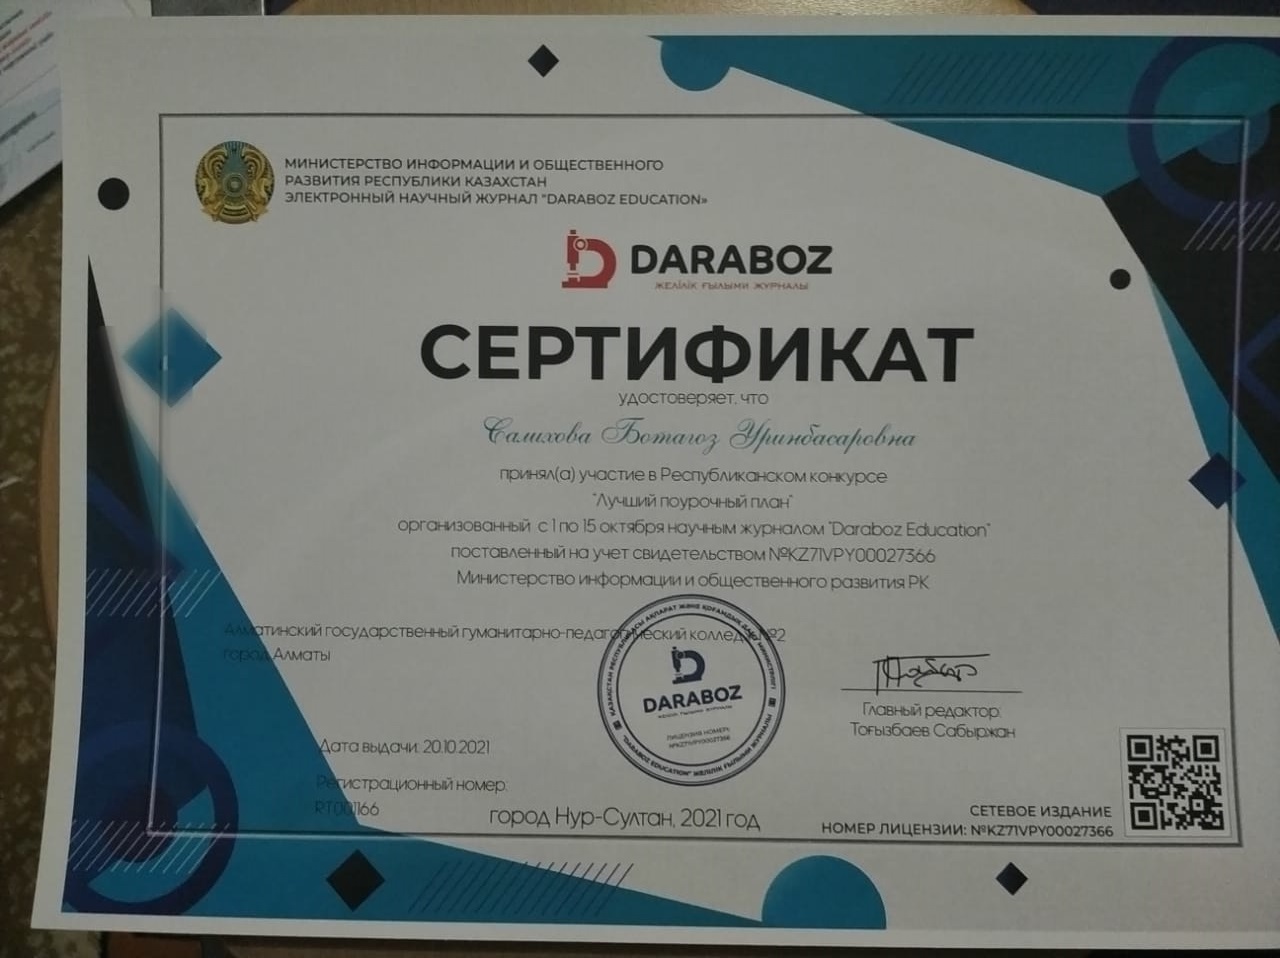 МИНИСТЕРСТВО ИНФОРМАЦИИ И ОБЩЕСТВЕННОГО
РАЗВИТИЯ РЕСПУБЛИКИ КАЗАХСТАН
ЭЛЕКТРОННЫЙ НАУЧНЫЙ ЖУРНАЛ "DARABOZ EDUCATION»
DARABOZ
ЖЕЛІЛІК ҒЫЛЫМИ ЖУРНАЛЫ
СЕРТИФИКАТ
удостоверяет, что
Салихова Ботагоз Уринбасаровна
принял(а) участие в Республиканском конкурсе
"Лучший поурочный план"
организованный с 1 по 15 октября научным журналом "Daraboz Education"
поставленный на учет свидетельством №KZ71VPY00027366
Министерство информации и общественного развития РК
Алматинский государственный гуманитарно-педагогический колледж №2
город Алматы
ҚАЗАҚСТАН РЕСПУБЛИКАСЫ АҚПАРАТ ЖӘНЕ ҚОҒАМДЫҚ ДАМУ МИНИСТРЛІГІ
DARABOZ
ЖЕЛІЛІК ҒЫЛЫМИ ЖУРНАЛЫ
ЛИЦЕНЗИЯ НОМЕРІ:
№KZ71VPY00027366
"DARABOZ EDUCATION" ЖЕЛІЛІК ҒЫЛЫМИ ЖУРНАЛЫ
Главный редактор:
Тоғызбаев Сабыржан
Дата выдачи: 20.10.2021
Регистрационный номер:
RT001166
город Нур-Султан, 2021 год
СЕТЕВОЕ ИЗДАНИЕ
НОМЕР ЛИЦЕНЗИИ: №KZ71VPY00027366